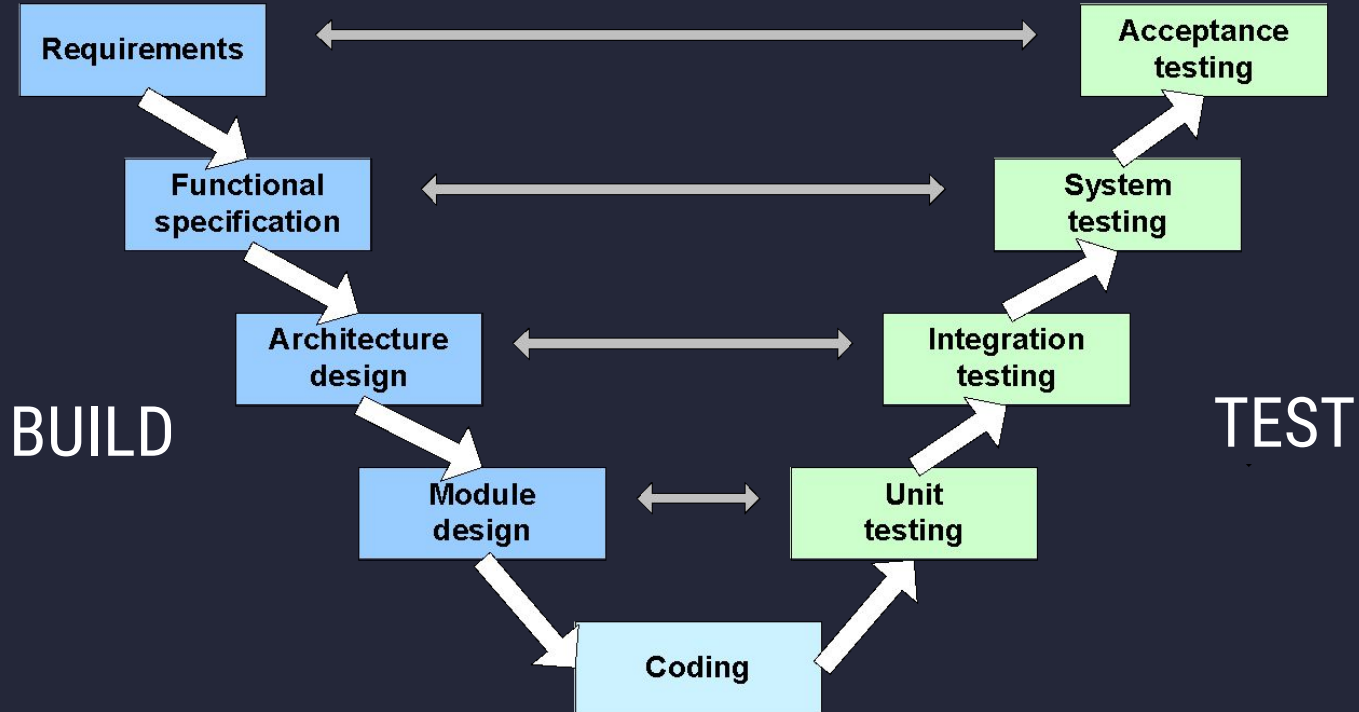 Requirements
Acceptance
testing
Functional
specification
System
testing
Architecture
design
Integration
testing
BUILD
TEST
Module
design
Unit
testing
Coding